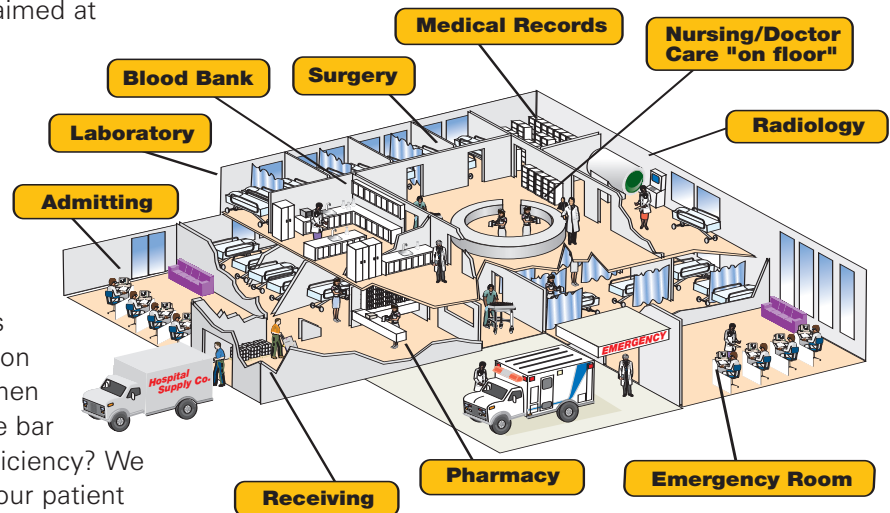 aimed at
Medical Records
Nursing/Doctor
Care "on floor"
Blood Bank
Surgery
Laboratory
Radiology
Admitting
s
on
hen
e bar
iciency? We
our patient
Hospital
Supply Co.
EMERGENCY
Receiving
Pharmacy
Emergency Room